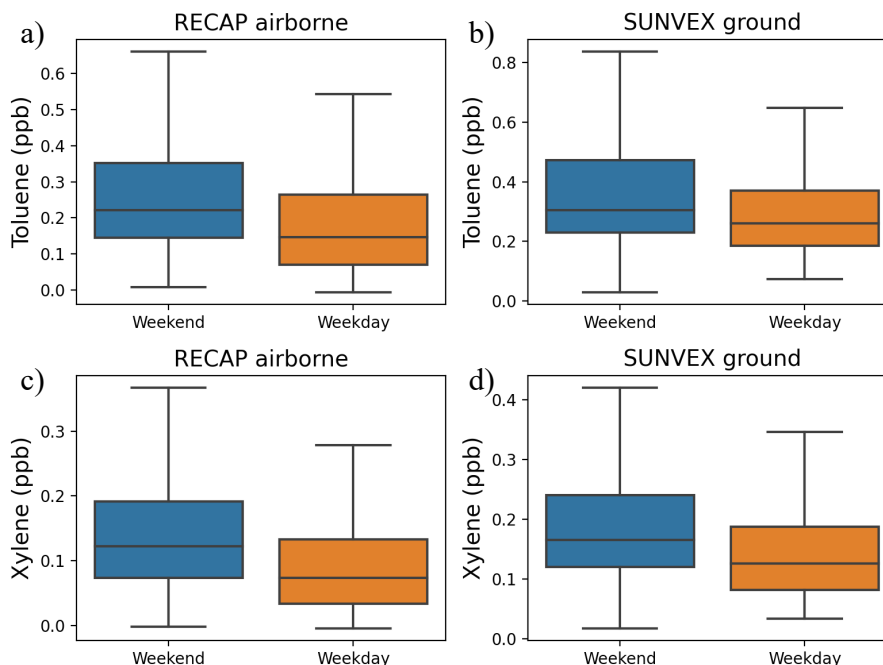 a)
RECAP airborne
Toluene (ppb)
0.6
0.5
0.4
0.3
0.2
0.1
0.0
Weekend
Weekday
b)
SUNVEX ground
Toluene (ppb)
0.8
0.6
0.4
0.2
0.0
Weekend
Weekday
c)
RECAP airborne
Xylene (ppb)
0.3
0.2
0.1
0.0
Weekend
Weekday
d)
SUNVEX ground
Xylene (ppb)
0.4
0.3
0.2
0.1
0.0
Weekend
Weekday